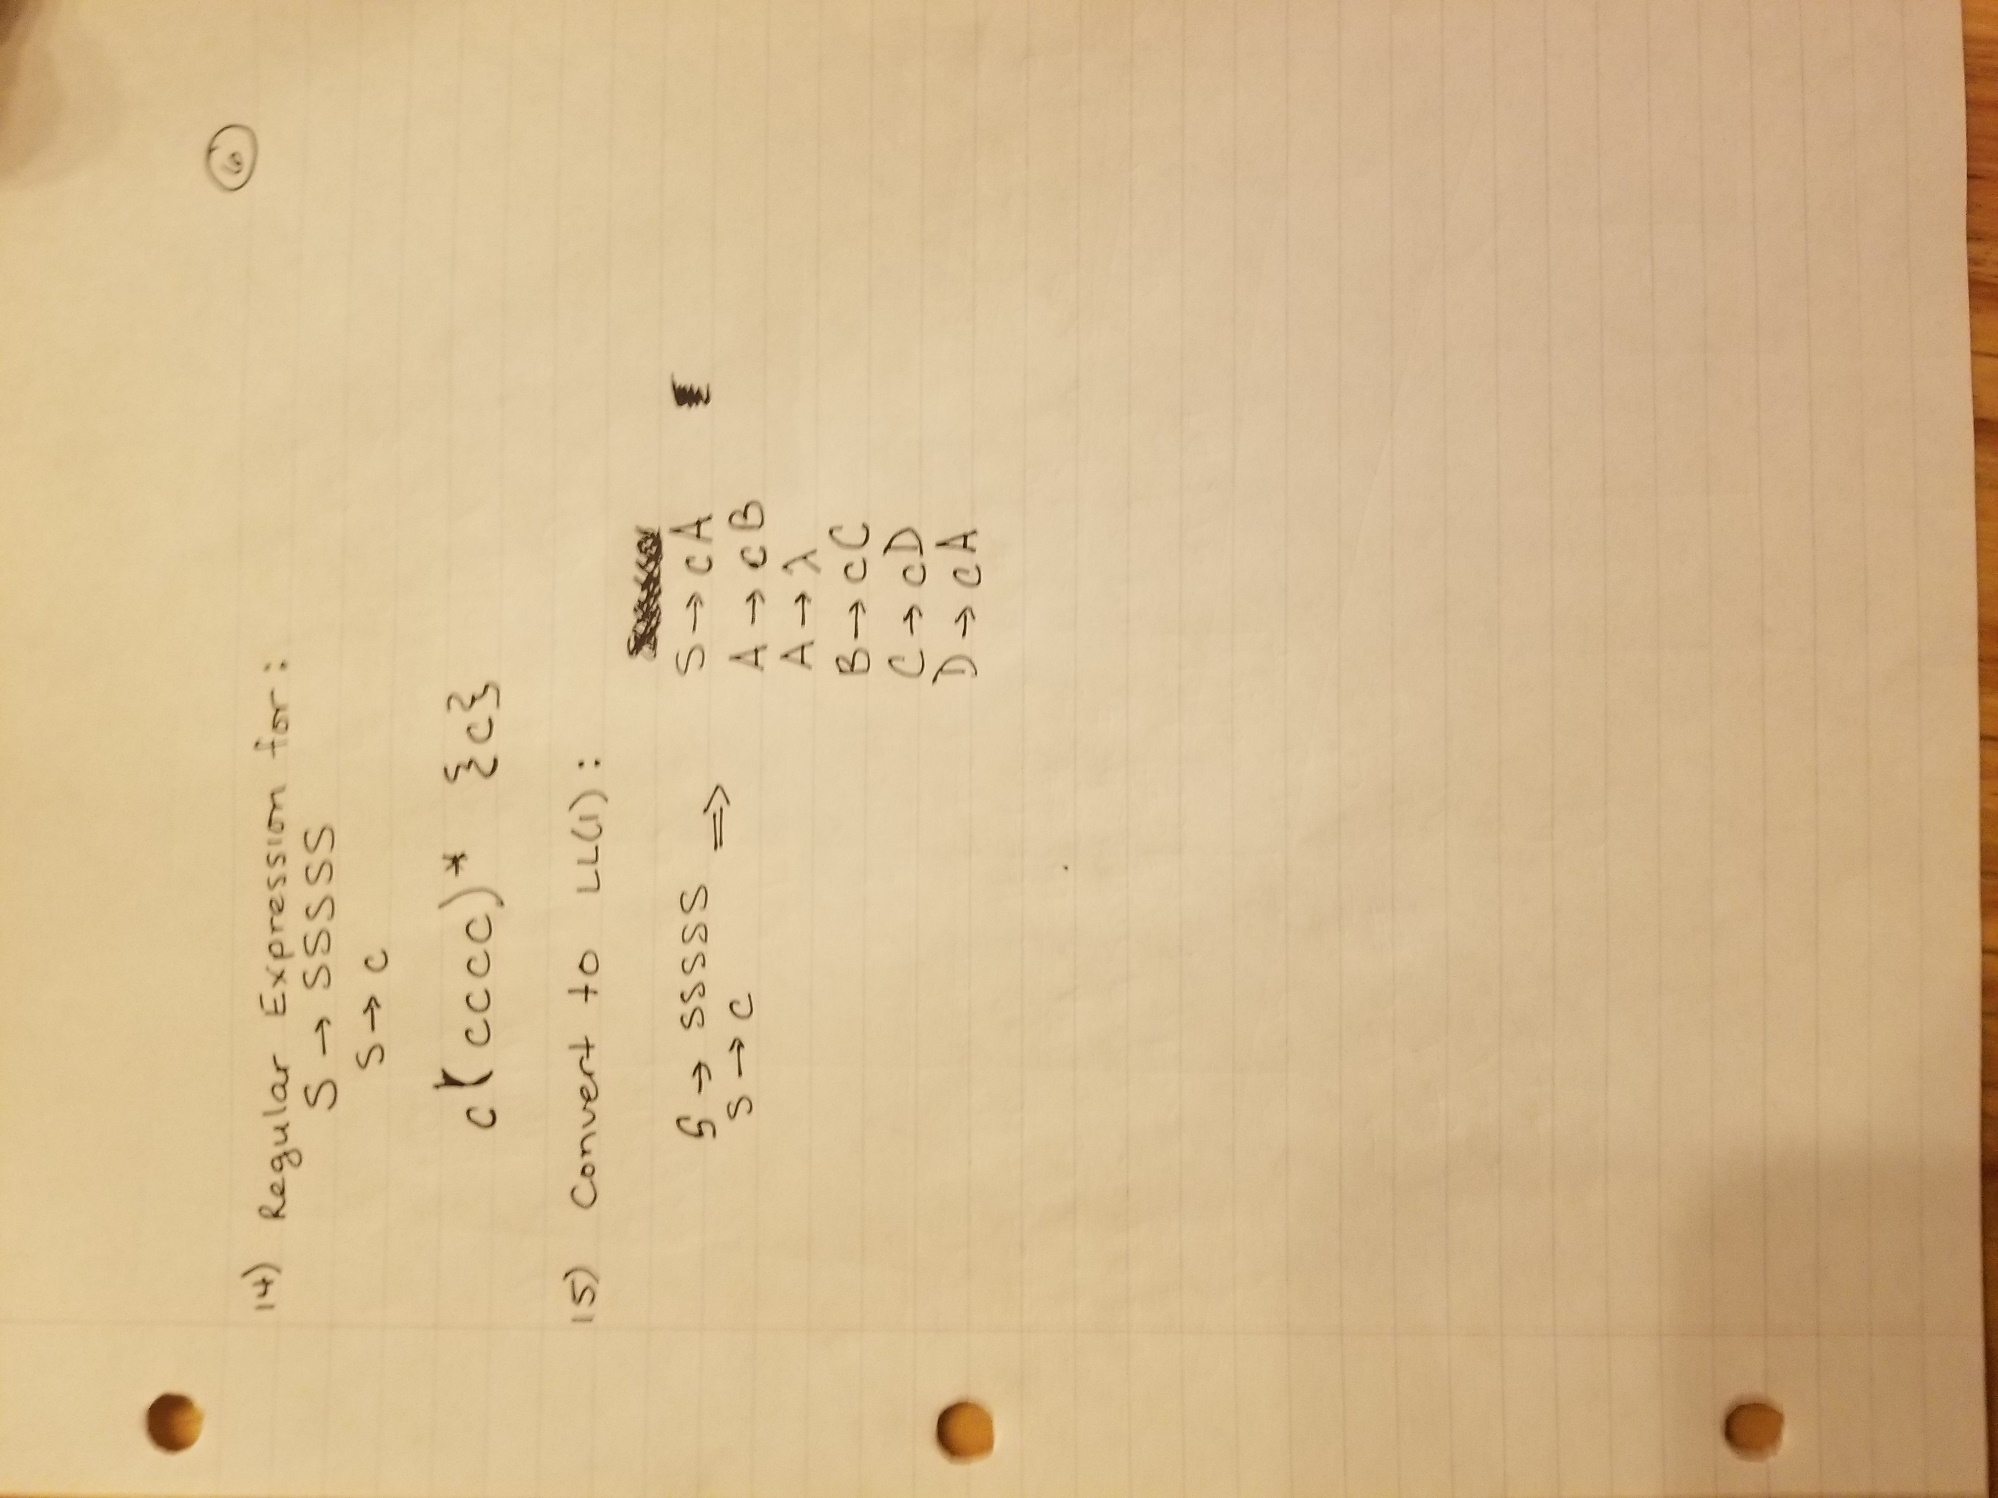 6
14) Regular Expression for:
S → SSSSS
S → c
c(cccc)* {c}
15) Convert to LL(1):
S → SSSSS ⇒ S → cA
S → c A → cB
A → λ
B → cC
C → cD
D → cA